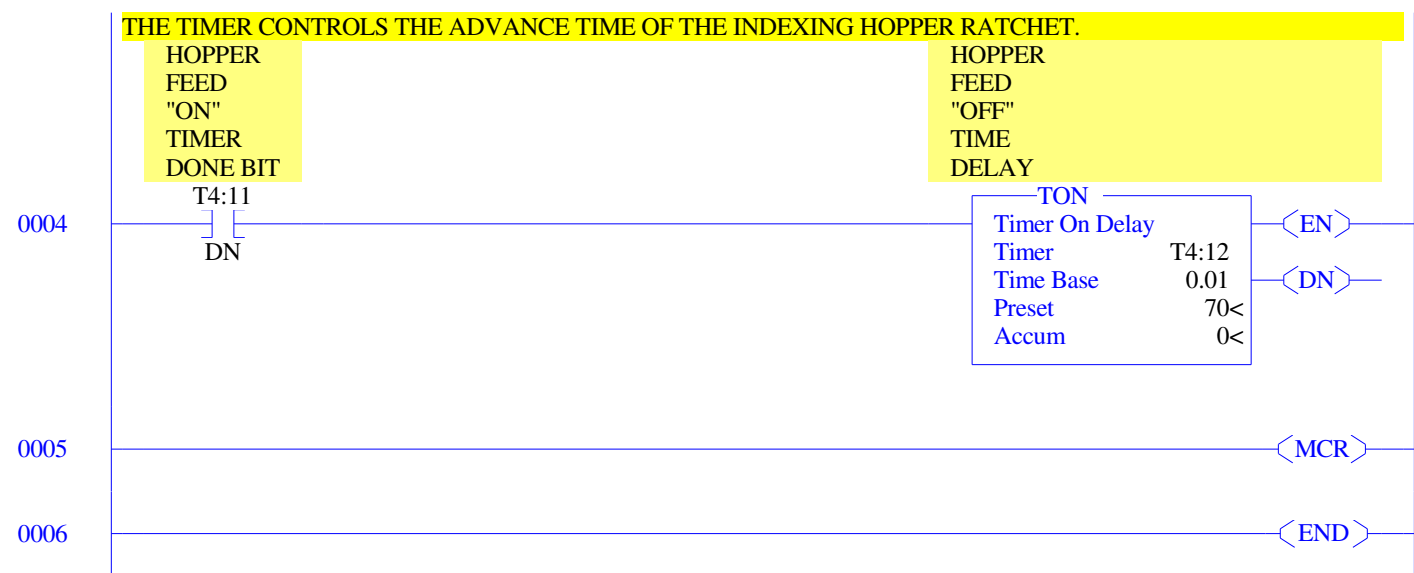 THE TIMER CONTROLS THE ADVANCE TIME OF THE INDEXING HOPPER RATCHET.
HOPPER
FEED
"ON"
TIMER
DONE BIT
T4:11
DN
HOPPER
FEED
"OFF"
TIME
DELAY
0004
TON
Timer On Delay
Timer T4:12
Time Base 0.01
Preset 70<
Accum 0<
EN
DN
0005
MCR
0006
END